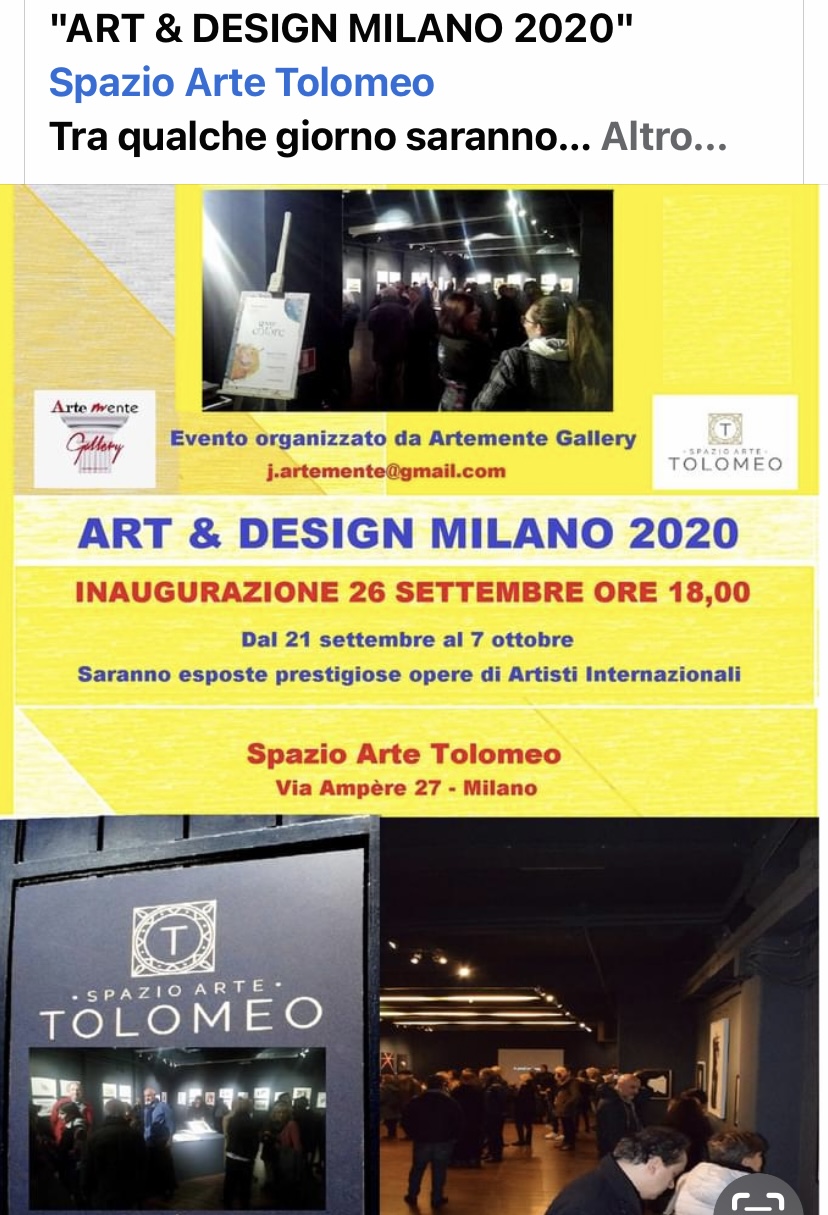 "ART & DESIGN MILANO 2020"
Spazio Arte Tolomeo
Tra qualche giorno saranno... Altro...
Arte mente
Gallery
Evento organizzato da Artemente Gallery
j.artemente@gmail.com
T
SPAZIO ARTE
TOLOMEO
ART & DESIGN MILANO 2020
INAUGURAZIONE 26 SETTEMBRE ORE 18,00
Dal 21 settembre al 7 ottobre
Saranno esposte prestigiose opere di Artisti Internazionali
Spazio Arte Tolomeo
Via Ampère 27 - Milano
T
· SPAZIO ARTE ·
TOLOMEO